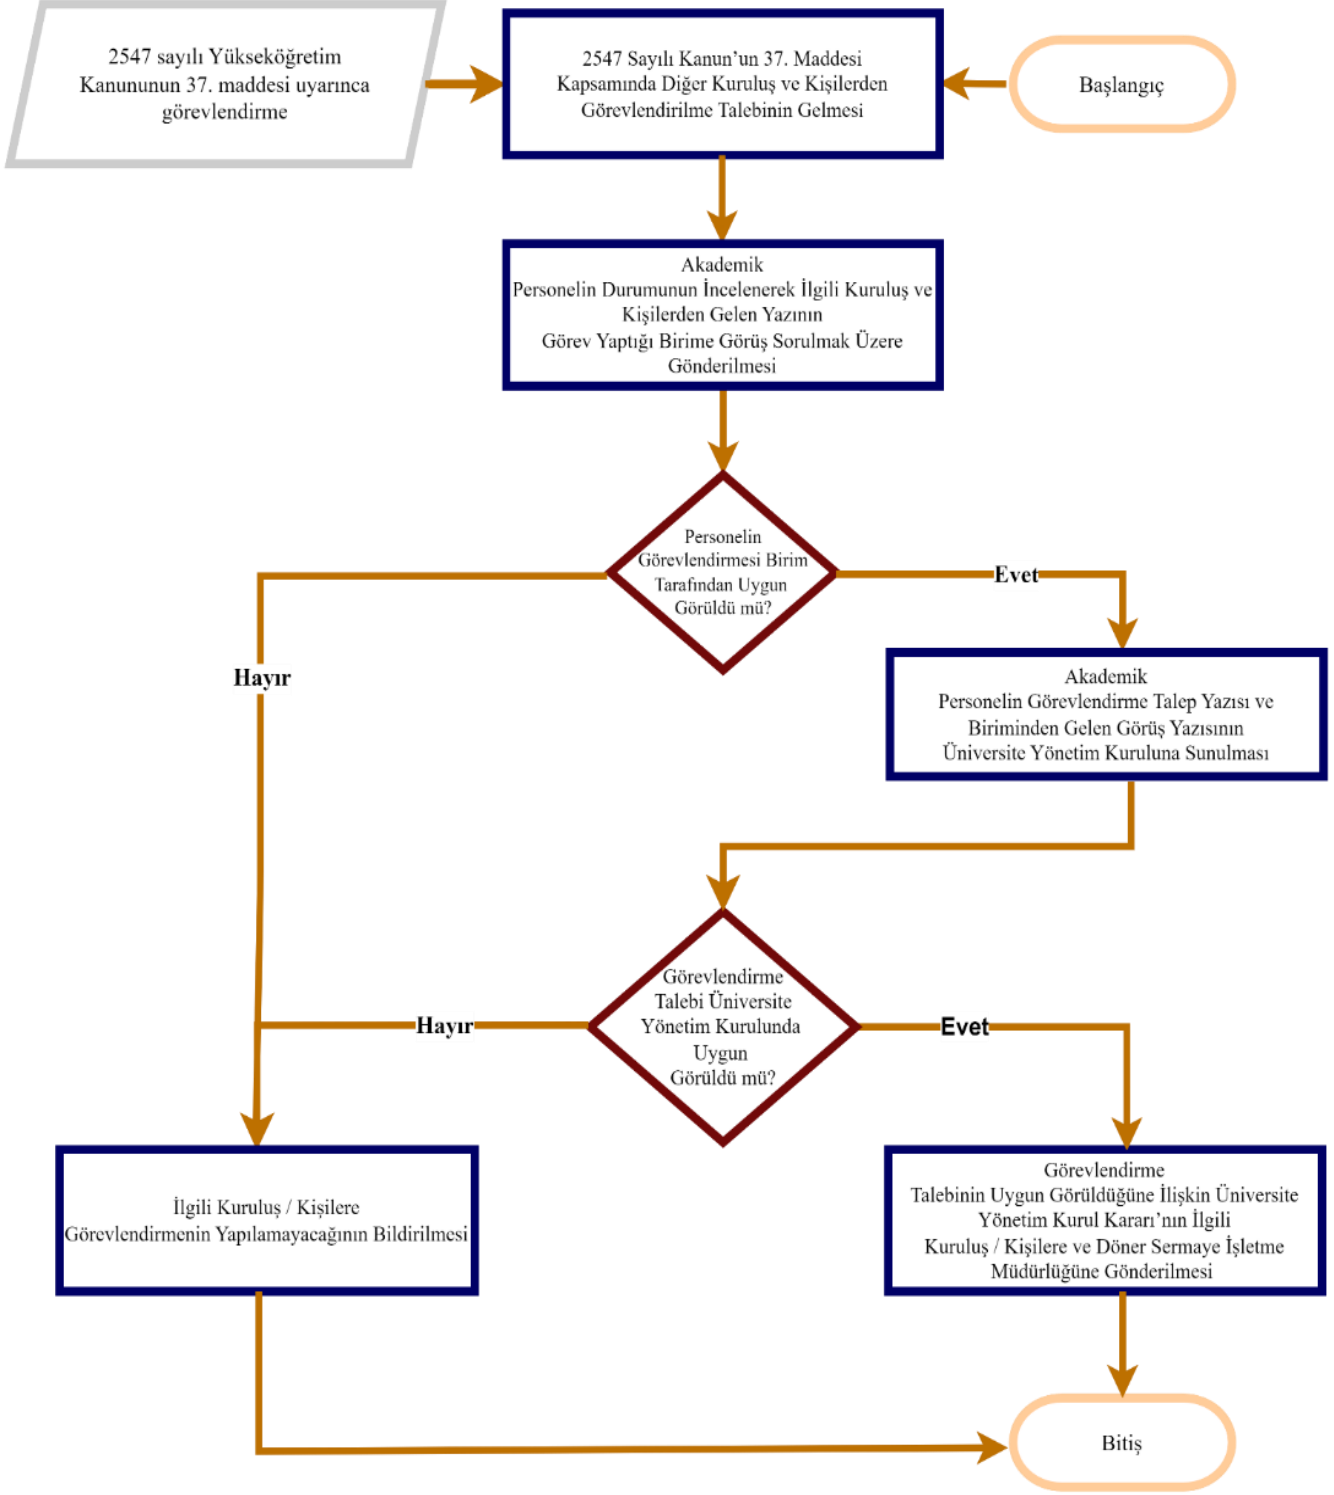 2547 sayılı Yükseköğretim
Kanununun 37. maddesi uyarınca
görevlendirme
2547 Sayılı Kanun’un 37. Maddesi
Kapsamında Diğer Kuruluş ve Kişilerden
Görevlendirilme Talebinin Gelmesi
Başlangıç
Akademik
Personelin Durumunun İncelenerek İlgili Kuruluş ve
Kişilerden Gelen Yazının
Görev Yaptığı Birime Görüş Sorulmak Üzere
Gönderilmesi
Personelin
Görevlendirmesi Birim
Tarafından Uygun
Görüldü mü?
Evet
Hayır
Akademik
Personelin Görevlendirme Talep Yazısı ve
Biriminden Gelen Görüş Yazısının
Üniversite Yönetim Kuruluna Sunulması
Görevlendirme
Talebi Üniversite
Yönetim Kurulunda
Uygun
Görüldü mü?
Hayır
Evet
İlgili Kuruluş / Kişilere
Görevlendirmenin Yapılamayacağının Bildirilmesi
Görevlendirme
Talebinin Uygun Görüldüğüne İlişkin Üniversite
Yönetim Kurul Kararı’nın İlgili
Kuruluş / Kişilere ve Döner Sermaye İşletme
Müdürlüğüne Gönderilmesi
Bitiş